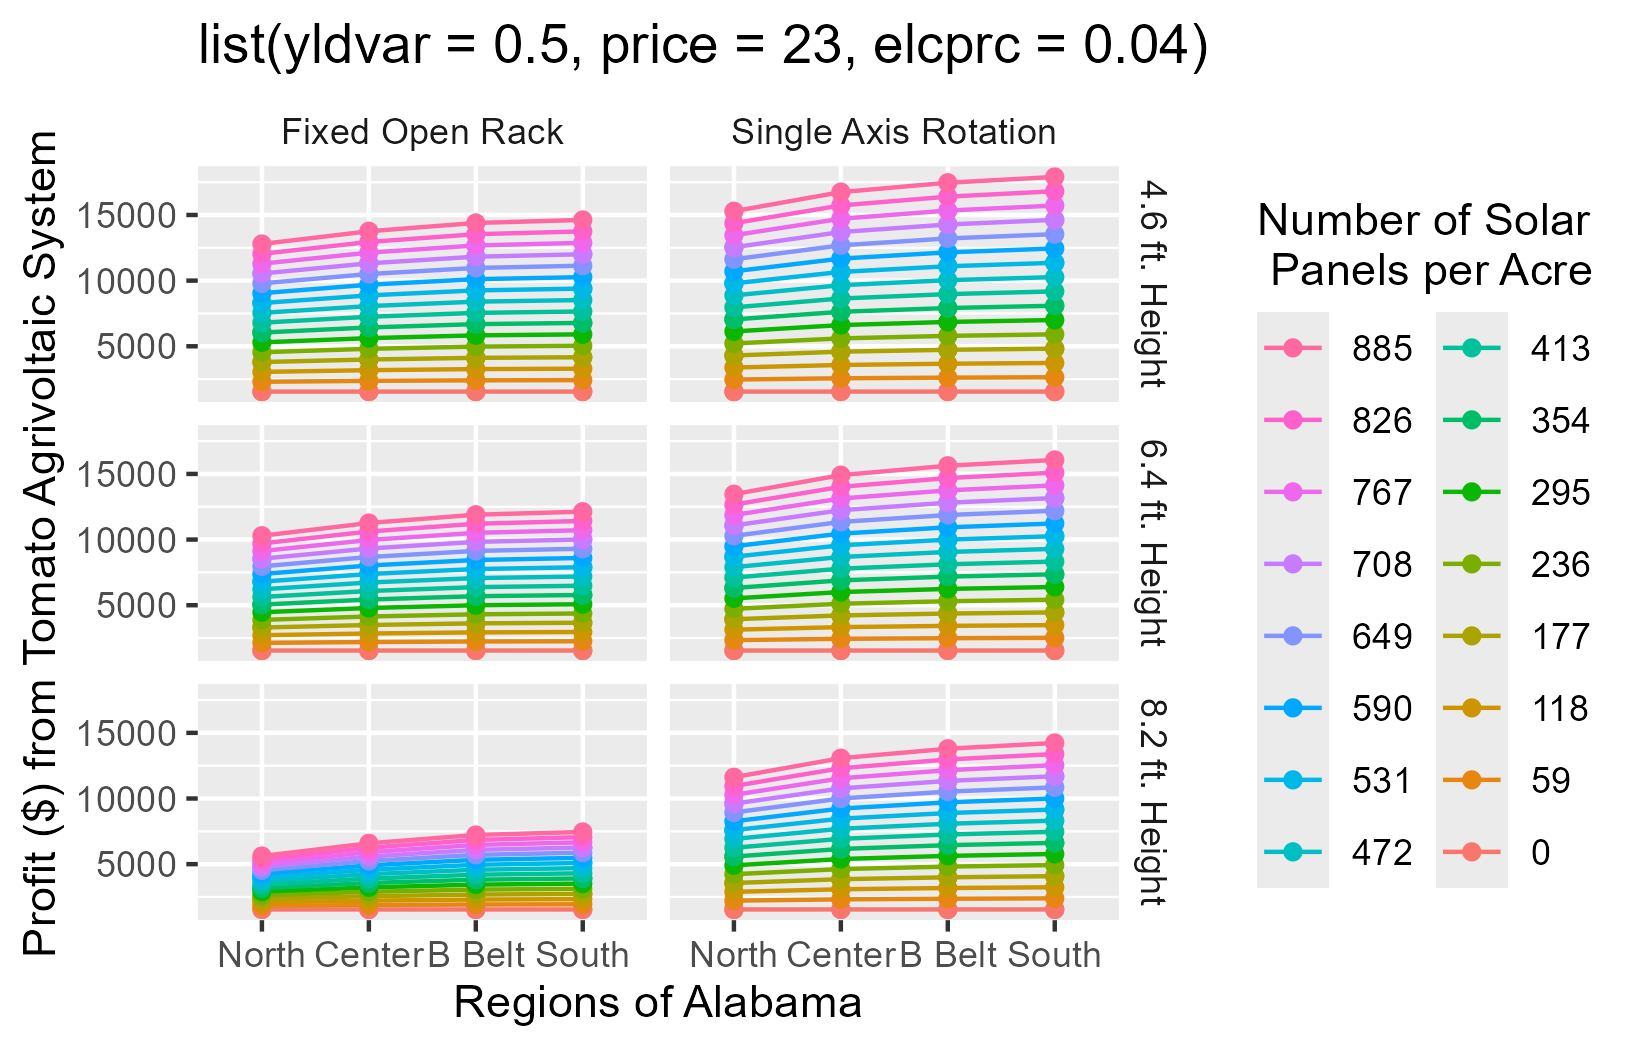 list(yldvar = 0.5, price = 23, elcprc = 0.04)
Fixed Open Rack
Single Axis Rotation
Profit ($) from Tomato Agrivoltaic System
15000
10000
5000
4.6 ft. Height
15000
10000
5000
6.4 ft. Height
15000
10000
5000
8.2 ft. Height
North Center B Belt South
North Center B Belt South
Regions of Alabama
Number of Solar
Panels per Acre
885 413
826 354
767 295
708 236
649 177
590 118
531 59
472 0